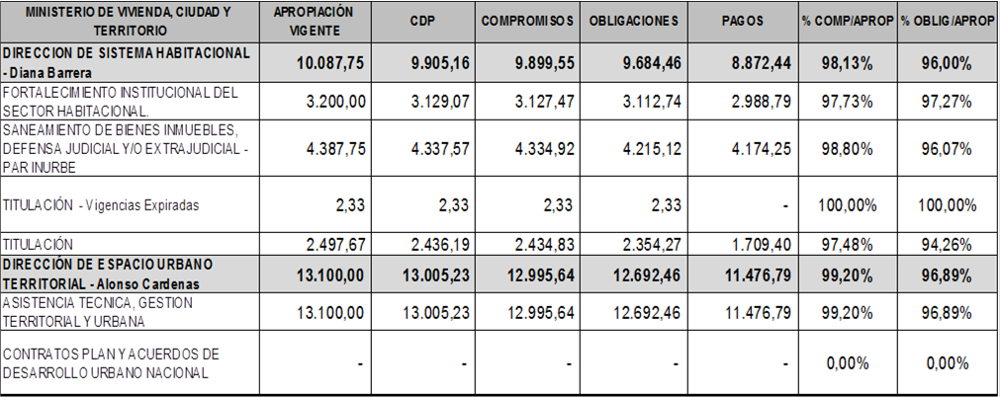 MINISTERIO DE VIVIENDA, CIUDAD Y TERRITORIO | APROPIACIÓN VIGENTE | CDP | COMPROMISOS | OBLIGACIONES | PAGOS | % COMP/APROP | % OBLIG/APROP
DIRECCION DE SISTEMA HABITACIONAL - Diana Barrera | 10.087,75 | 9.905,16 | 9.899,55 | 9.684,46 | 8.872,44 | 98,13% | 96,00%
FORTALECIMIENTO INSTITUCIONAL DEL SECTOR HABITACIONAL. | 3.200,00 | 3.129,07 | 3.127,47 | 3.112,74 | 2.988,79 | 97,73% | 97,27%
SANEAMIENTO DE BIENES INMUEBLES, DEFENSA JUDICIAL Y/O EXTRAJUDICIAL - PAR INURBE | 4.387,75 | 4.337,57 | 4.334,92 | 4.215,12 | 4.174,25 | 98,80% | 96,07%
TITULACIÓN - Vigencias Expiradas | 2,33 | 2,33 | 2,33 | 2,33 | - | 100,00% | 100,00%
TITULACIÓN | 2.497,67 | 2.436,19 | 2.434,83 | 2.354,27 | 1.709,40 | 97,48% | 94,26%
DIRECCIÓN DE ESPACIO URBANO TERRITORIAL - Alonso Cardenas | 13.100,00 | 13.005,23 | 12.995,64 | 12.692,46 | 11.476,79 | 99,20% | 96,89%
ASISTENCIA TECNICA, GESTION TERRITORIAL Y URBANA | 13.100,00 | 13.005,23 | 12.995,64 | 12.692,46 | 11.476,79 | 99,20% | 96,89%
CONTRATOS PLAN Y ACUERDOS DE DESARROLLO URBANO NACIONAL | - | - | - | - | - | 0,00% | 0,00%